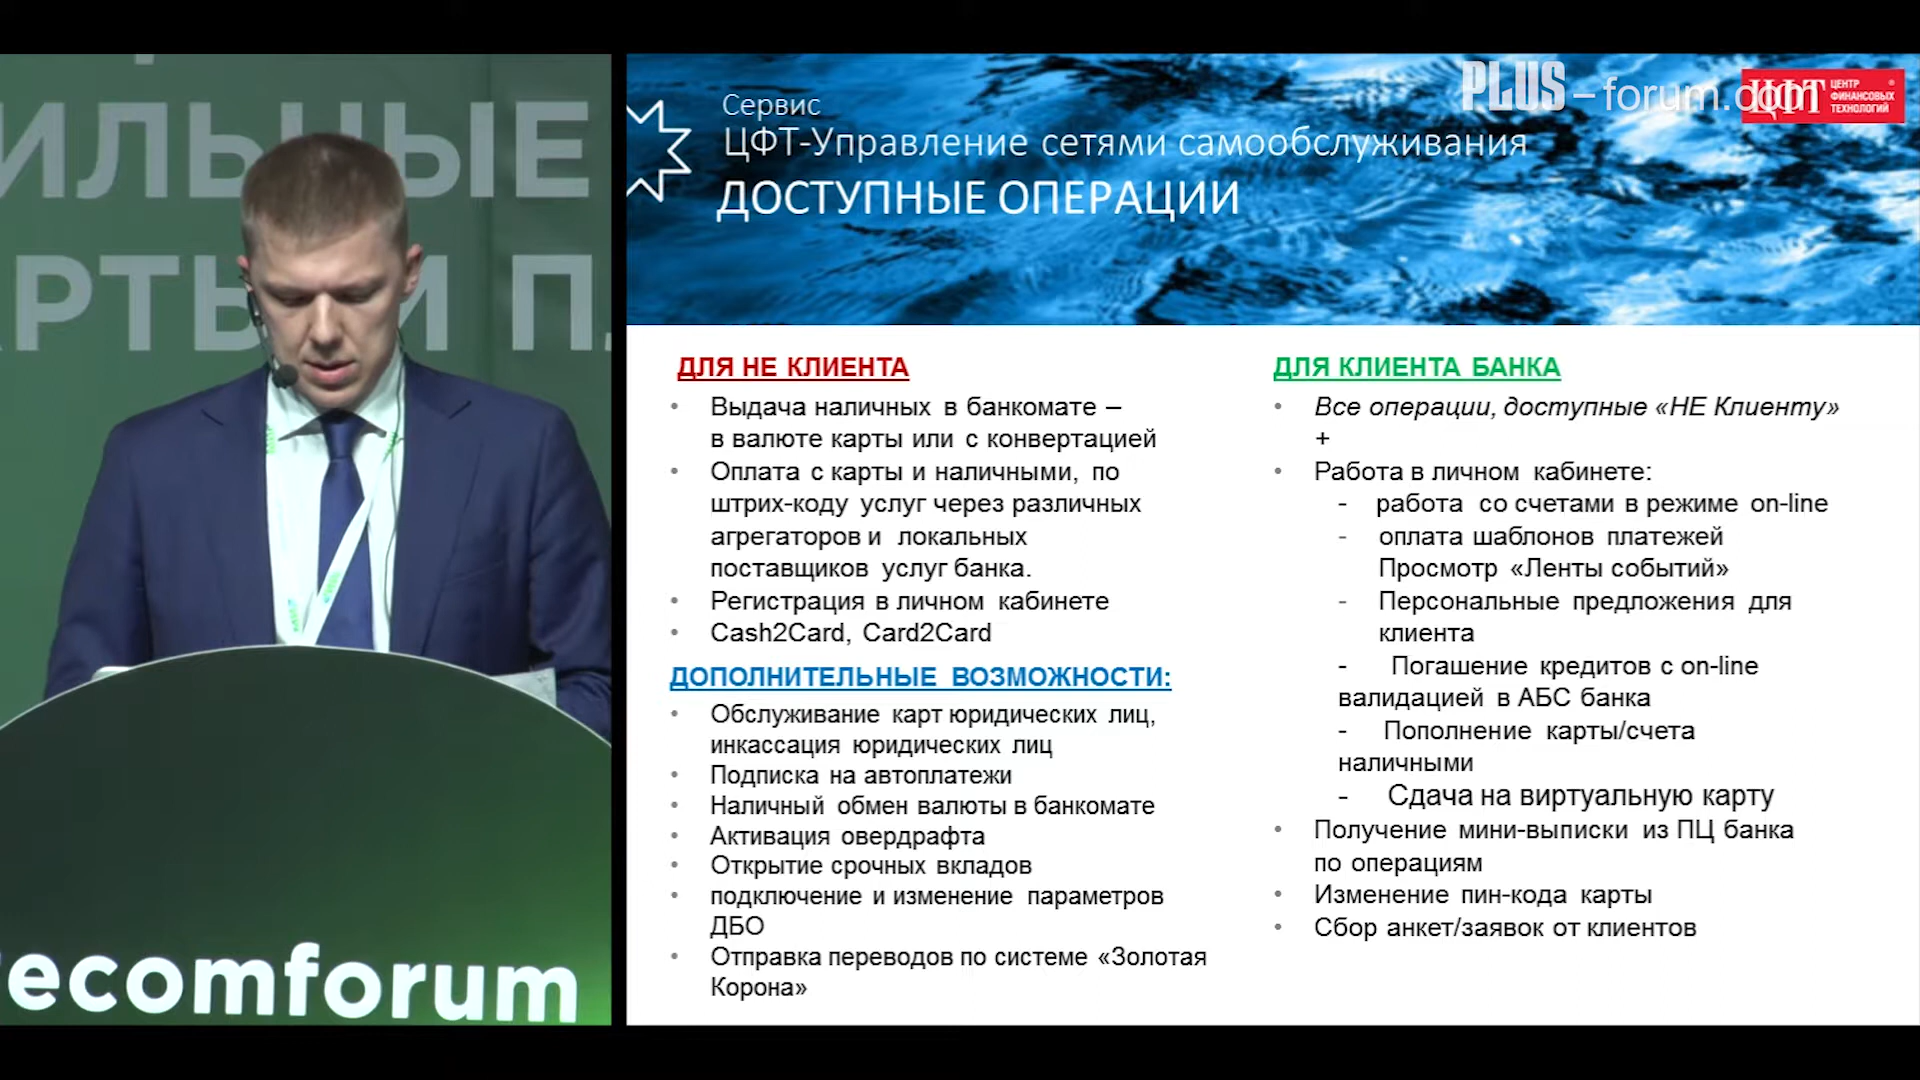 ИЛЬНЫЕ
АРТЫ И П
ecomforum
PLUS-forum.com
ЦФТ ЦЕНТР
ФИНАНСОВЫХ
ТЕХНОЛОГИЙ
Сервис
ЦФТ-Управление сетями самообслуживания
ДОСТУПНЫЕ ОПЕРАЦИИ
ДЛЯ НЕ КЛИЕНТА
• Выдача наличных в банкомате –
в валюте карты или с конвертацией
• Оплата с карты и наличными, по
штрих-коду услуг через различных
агрегаторов и локальных
поставщиков услуг банка.
• Регистрация в личном кабинете
• Cash2Card, Card2Card
ДОПОЛНИТЕЛЬНЫЕ ВОЗМОЖНОСТИ:
• Обслуживание карт юридических лиц,
инкассация юридических лиц
• Подписка на автоплатежи
• Наличный обмен валюты в банкомате
• Активация овердрафта
• Открытие срочных вкладов
• подключение и изменение параметров
ДБО
• Отправка переводов по системе «Золотая
Корона»
ДЛЯ КЛИЕНТА БАНКА
• Все операции, доступные «НЕ Клиенту»
+
• Работа в личном кабинете:
- работа со счетами в режиме on-line
- оплата шаблонов платежей
Просмотр «Ленты событий»
- Персональные предложения для
клиента
- Погашение кредитов с on-line
валидацией в АБС банка
- Пополнение карты/счета
наличными
- Сдача на виртуальную карту
• Получение мини-выписки из ПЦ банка
по операциям
• Изменение пин-кода карты
• Сбор анкет/заявок от клиентов